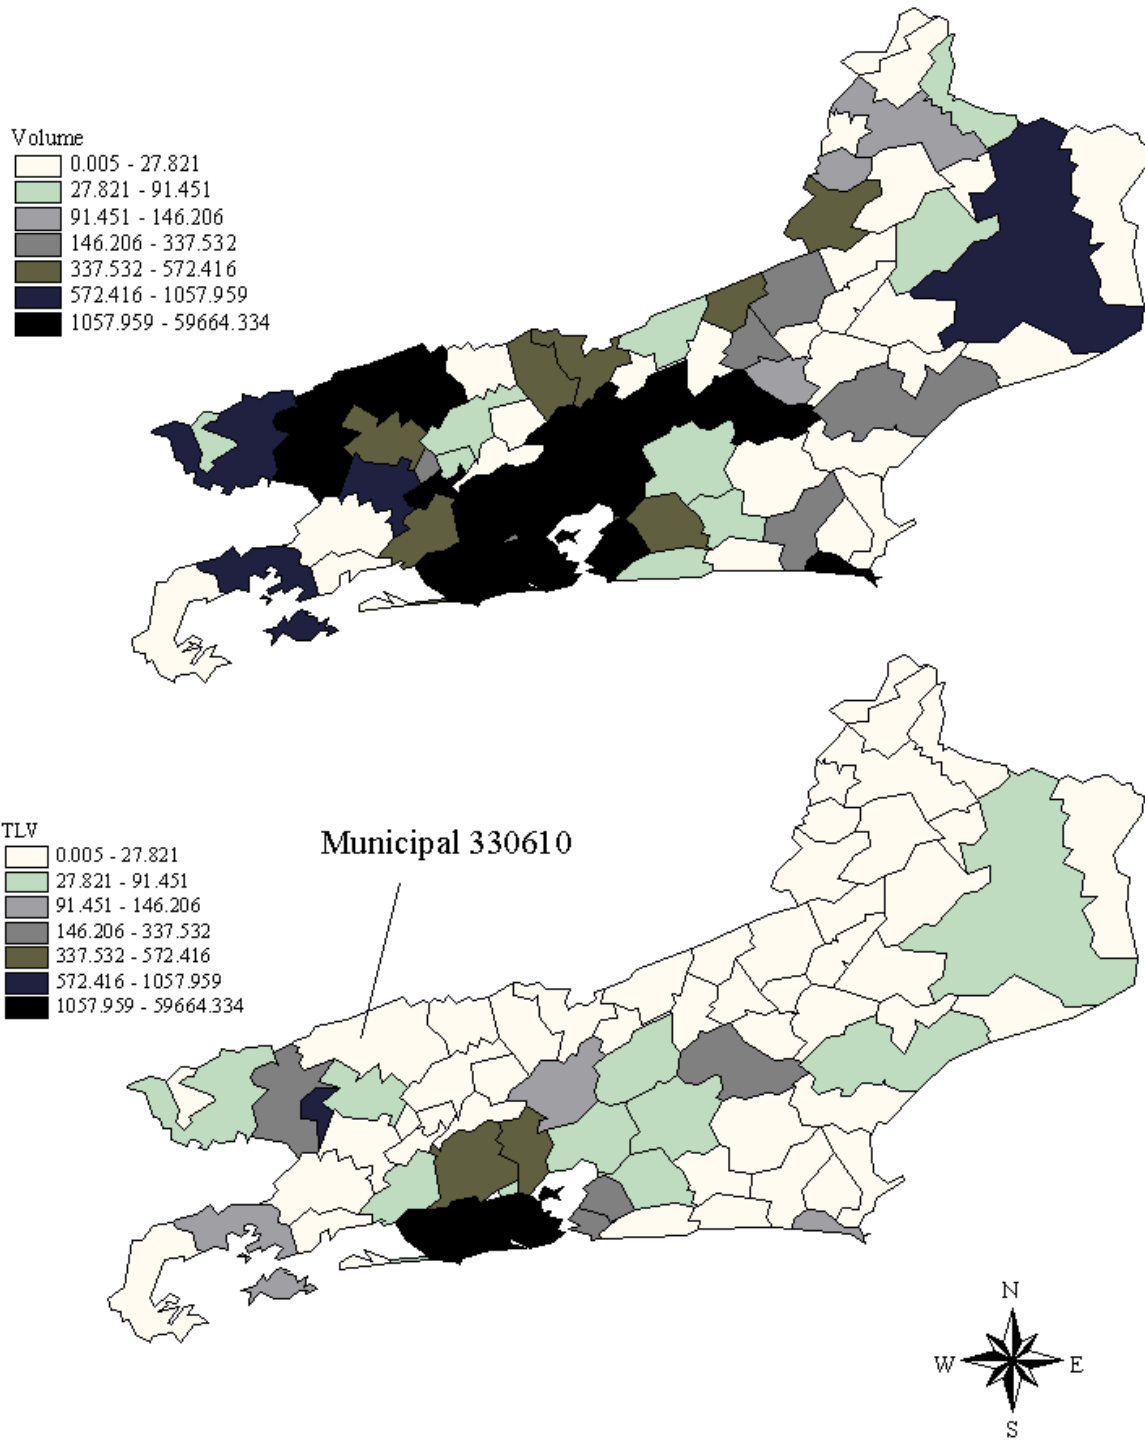 Volume
0.005 - 27.821
27.821 - 91.451
91.451 - 146.206
146.206 - 337.532
337.532 - 572.416
572.416 - 1057.959
1057.959 - 59664.334
TLV
0.005 - 27.821
27.821 - 91.451
91.451 - 146.206
146.206 - 337.532
337.532 - 572.416
572.416 - 1057.959
1057.959 - 59664.334
Municipal 330610
N
W E
S